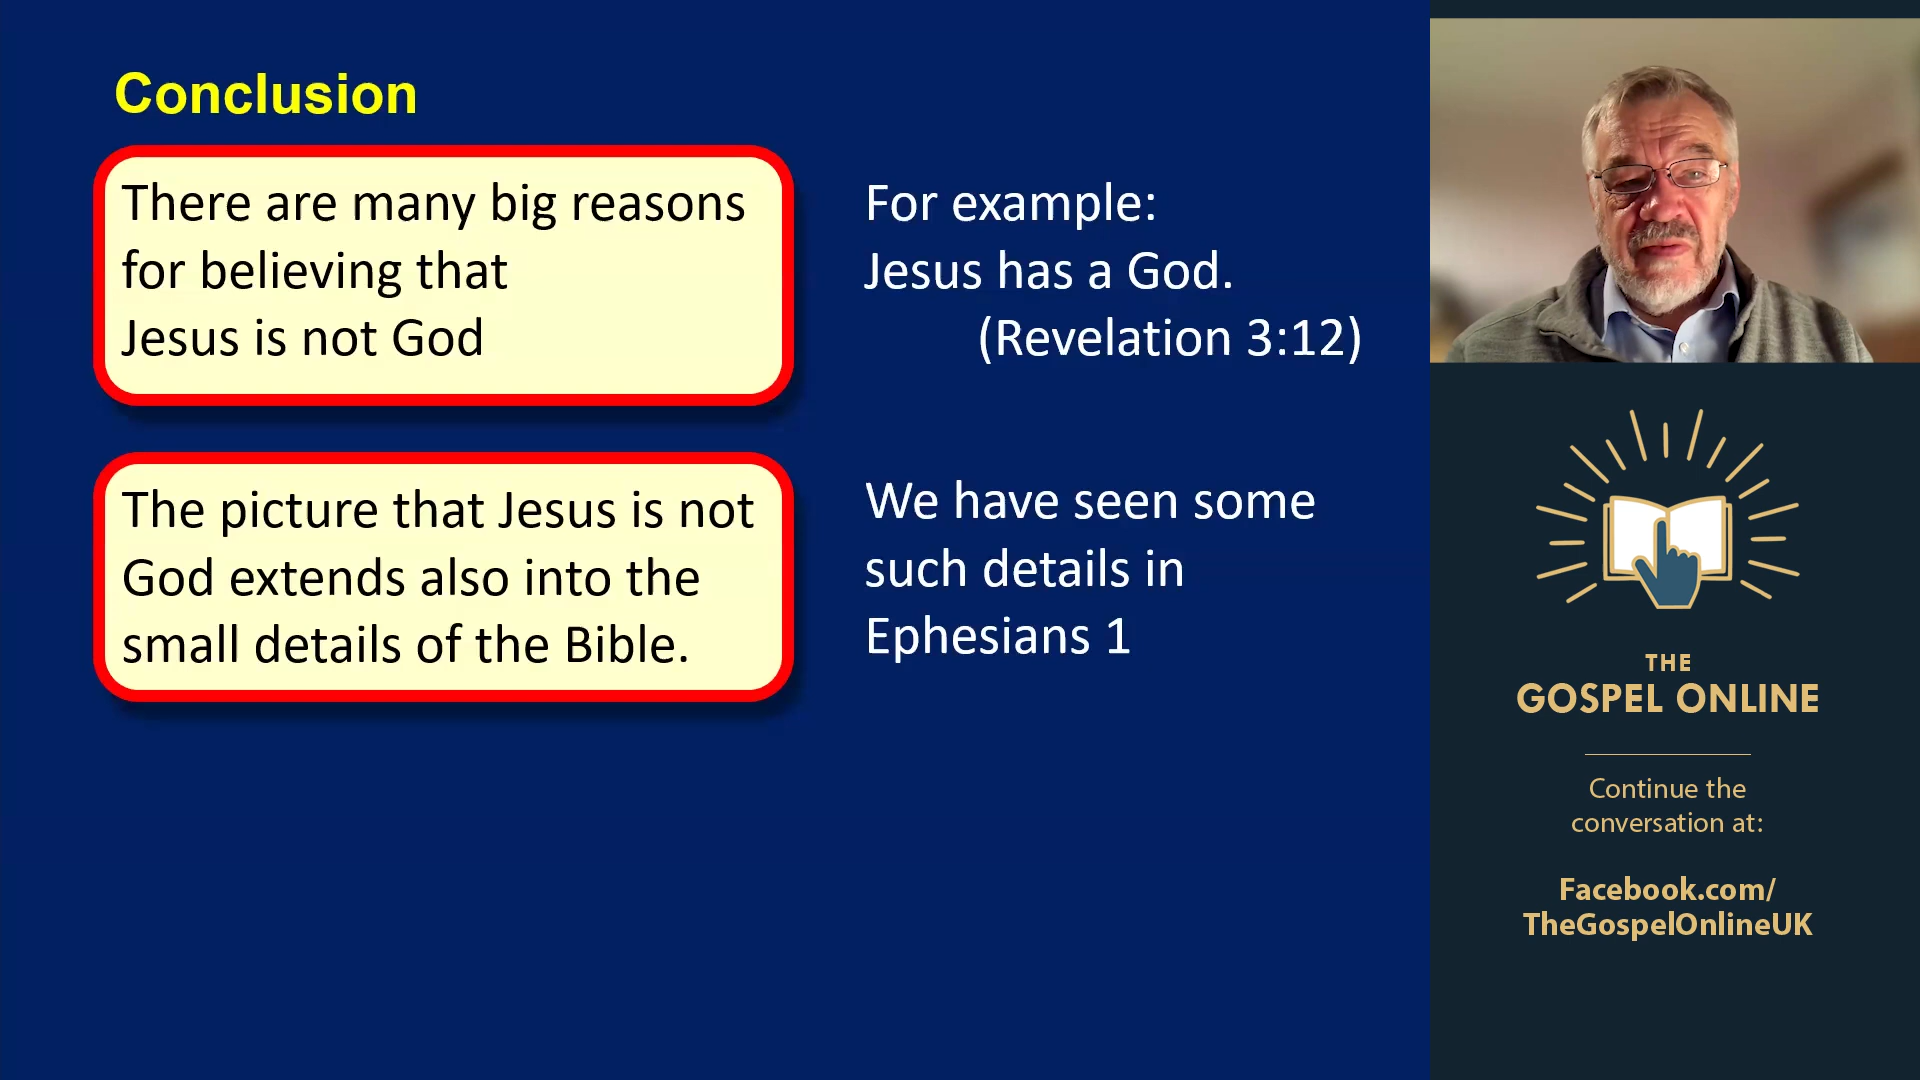 Conclusion
There are many big reasons
for believing that
Jesus is not God
For example:
Jesus has a God.
(Revelation 3:12)
The picture that Jesus is not
God extends also into the
small details of the Bible.
We have seen some
such details in
Ephesians 1
THE
GOSPEL ONLINE
Continue the
conversation at:
Facebook.com/
TheGospelOnlineUK